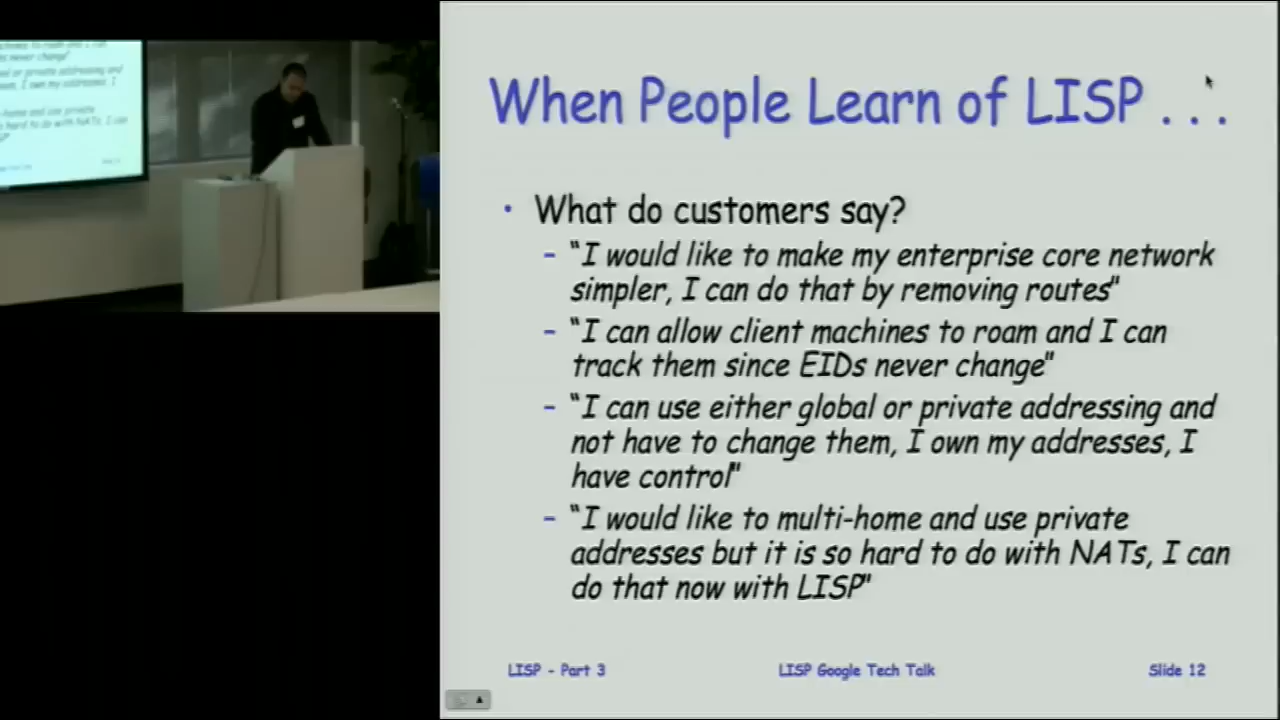 When People Learn of LISP . . .
• What do customers say?
– "I would like to make my enterprise core network
simpler, I can do that by removing routes"
– "I can allow client machines to roam and I can
track them since EIDs never change"
– "I can use either global or private addressing and
not have to change them, I own my addresses, I
have control"
– "I would like to multi-home and use private
addresses but it is so hard to do with NATs, I can
do that now with LISP"
LISP - Part 3
LISP Google Tech Talk
Slide 12